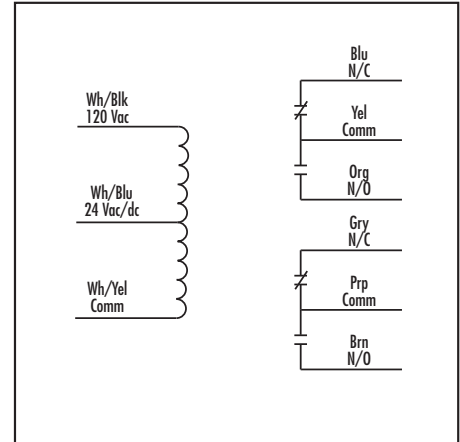 Wh/Blk
120 Vac
Wh/Blu
24 Vac/dc
Wh/Yel
Comm
Blu
N/C
Yel
Comm
Org
N/O
Gry
N/C
Prp
Comm
Brn
N/O